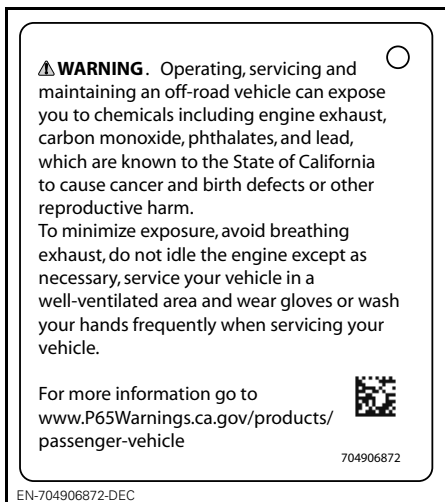 ⚠ WARNING. Operating, servicing and
maintaining an off-road vehicle can expose
you to chemicals including engine exhaust,
carbon monoxide, phthalates, and lead,
which are known to the State of California
to cause cancer and birth defects or other
reproductive harm.
To minimize exposure, avoid breathing
exhaust, do not idle the engine except as
necessary, service your vehicle in a
well-ventilated area and wear gloves or wash
your hands frequently when servicing your
vehicle.
For more information go to
www.P65Warnings.ca.gov/products/
passenger-vehicle
704906872
EN-704906872-DEC